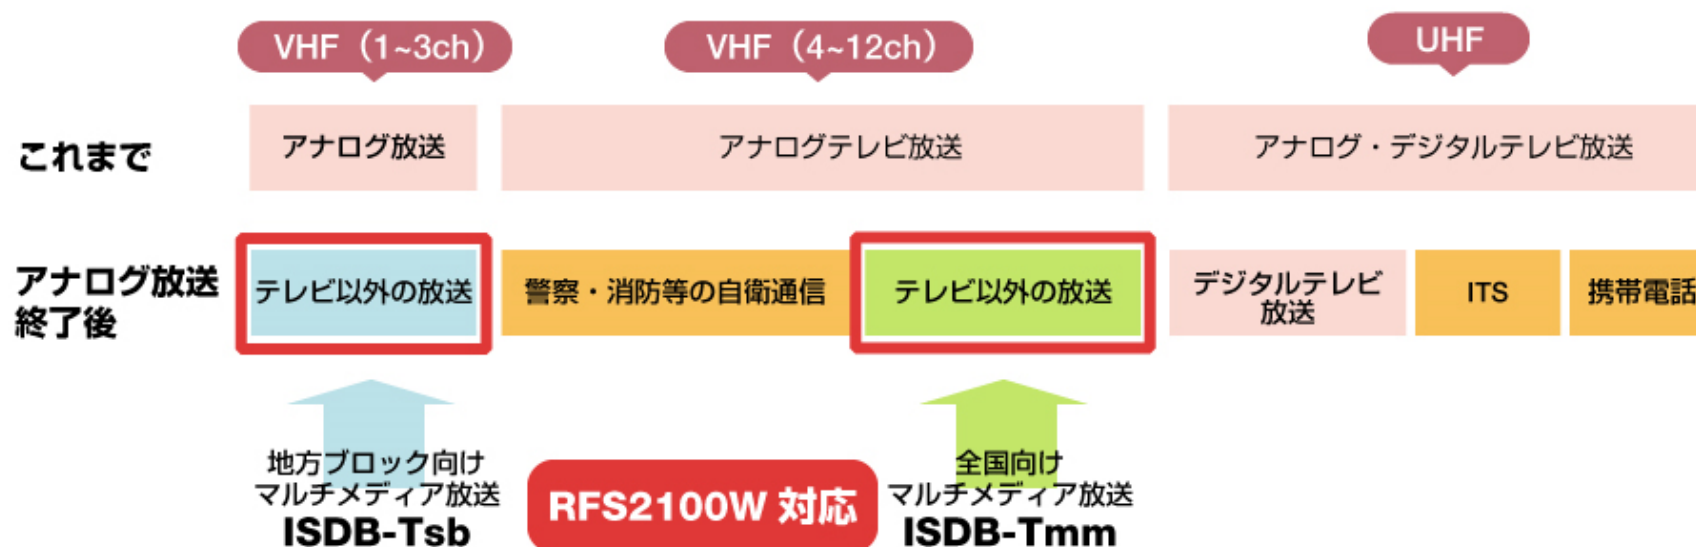 VHF（1~3ch）
VHF（4~12ch）
UHF
これまで
アナログ放送
アナログテレビ放送
アナログ・デジタルテレビ放送
アナログ放送
終了後
テレビ以外の放送
警察・消防等の自衛通信
テレビ以外の放送
デジタルテレビ
放送
ITS
携帯電話
地方ブロック向け
マルチメディア放送
ISDB-Tsb
RFS2100W 対応
全国向け
マルチメディア放送
ISDB-Tmm